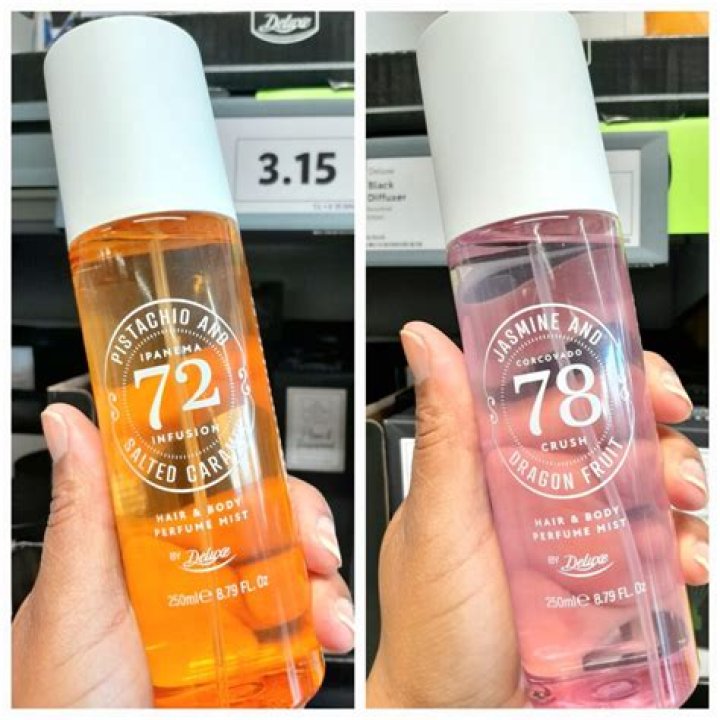 Deluxe
3.15
PISTACHIO AND
IPANEMA
72
INFUSION
SALTED CARAMEL
HAIR & BODY
PERFUME MIST
BY Deluxe
250ml e 8.79 FL. Oz
Deluxe
Black
Diffuser
JASMINE AND
CORCOVADO
78
CRUSH
DRAGON FRUIT
HAIR & BODY
PERFUME MIST
BY Deluxe
250ml e 8.79 FL. Oz